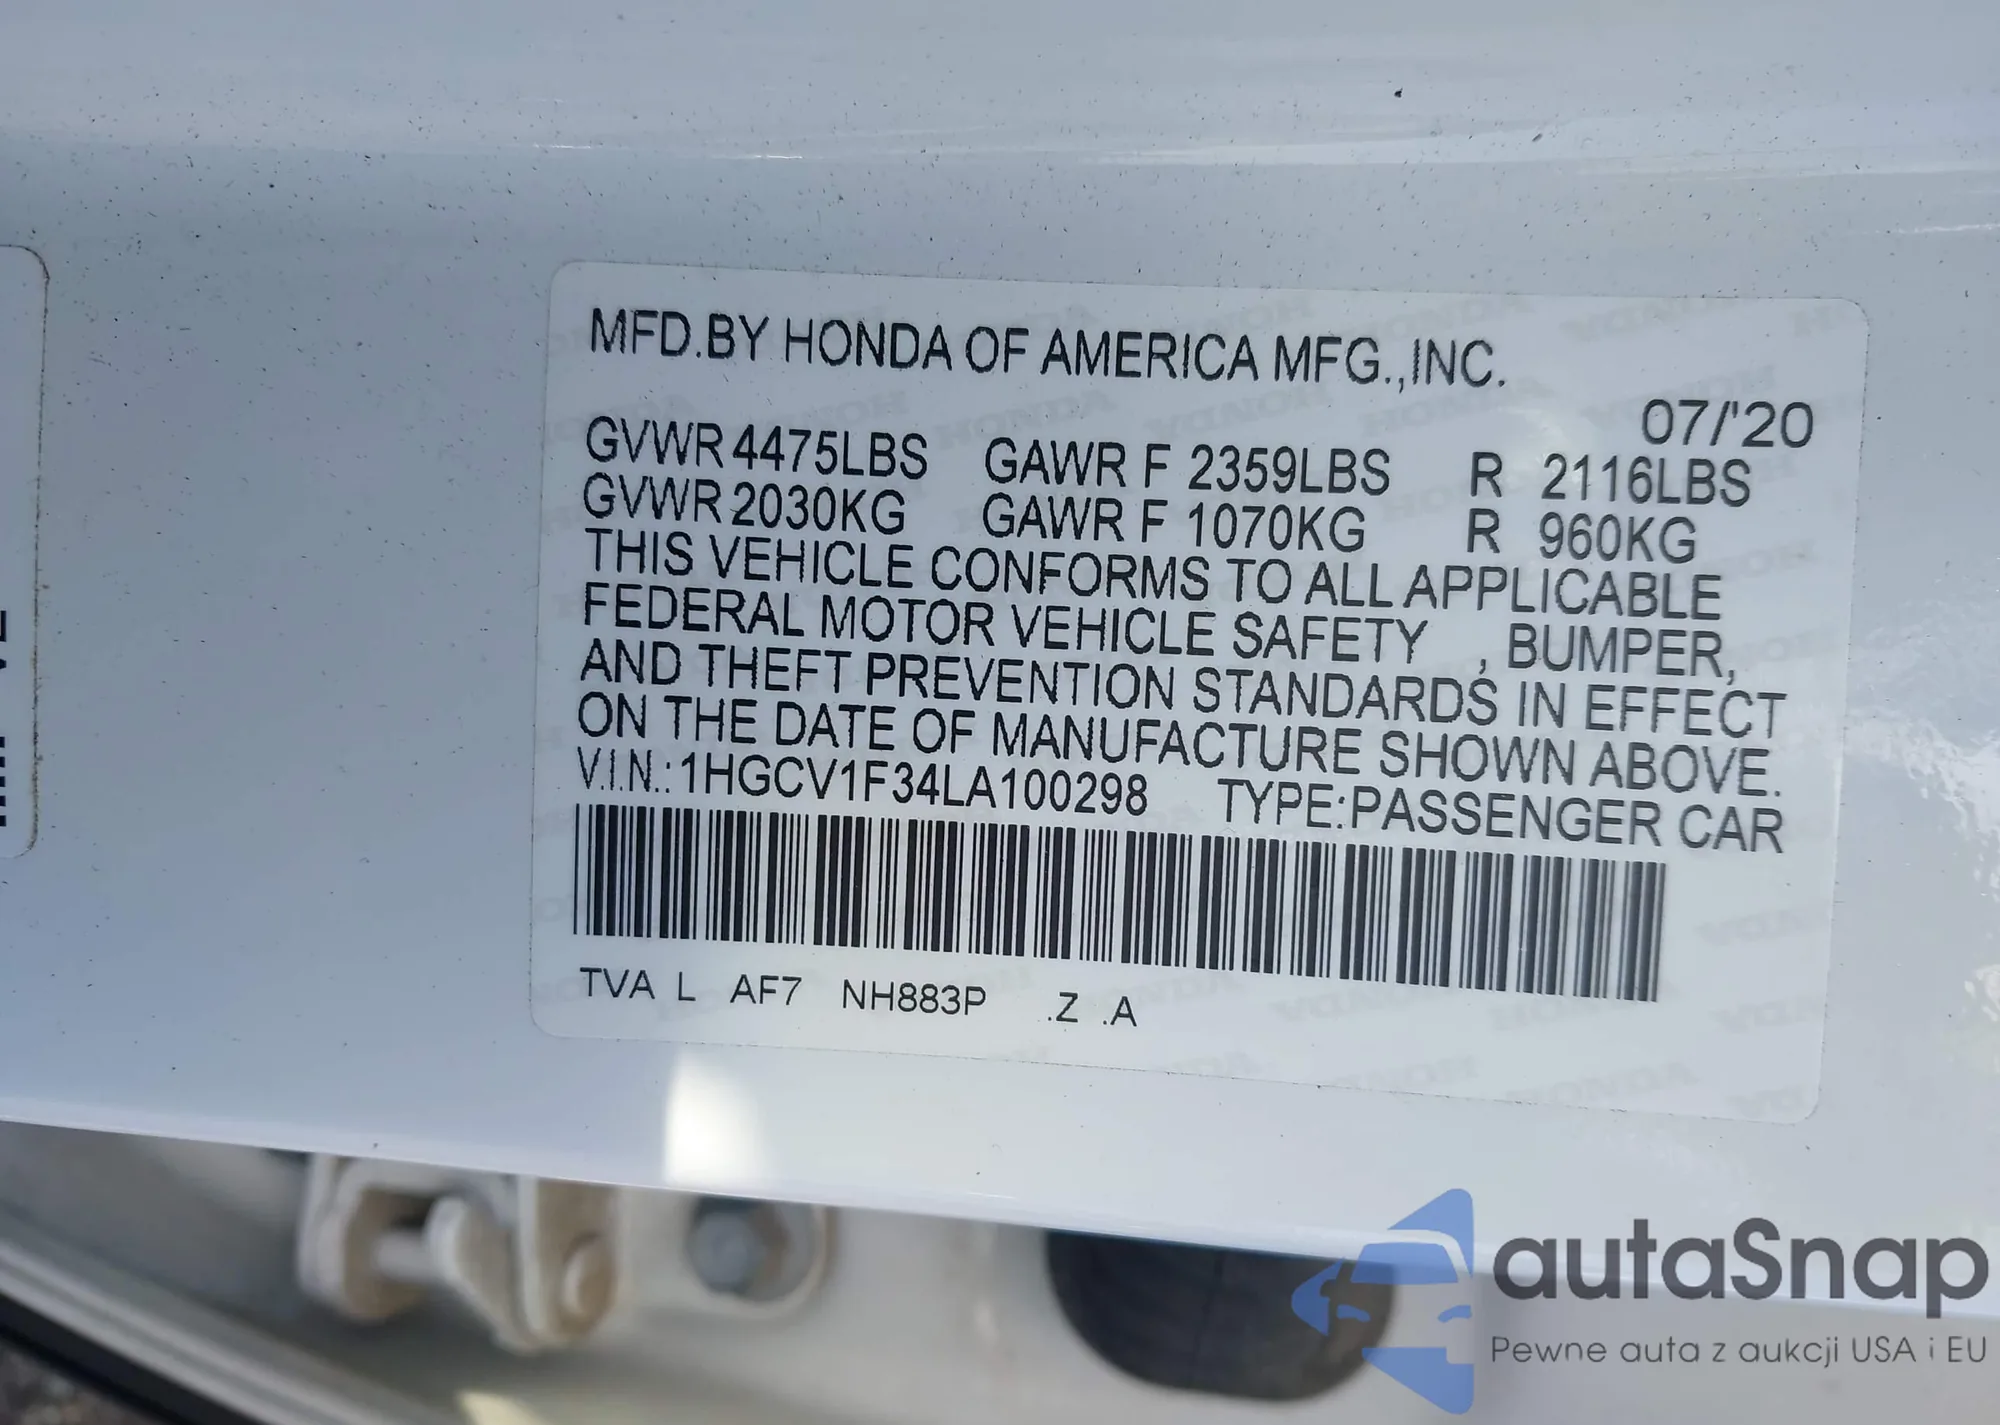 MFD.BY HONDA OF AMERICA MFG.,INC.
07/'20
GVWR 4475LBS GAWR F 2359LBS R 2116LBS
GVWR 2030KG GAWR F 1070KG R 960KG
THIS VEHICLE CONFORMS TO ALL APPLICABLE
FEDERAL MOTOR VEHICLE SAFETY , BUMPER,
AND THEFT PREVENTION STANDARDS IN EFFECT
ON THE DATE OF MANUFACTURE SHOWN ABOVE.
V.I.N.:1HGCV1F34LA100298 TYPE:PASSENGER CAR
TVA L AF7 NH883P .Z .A
autaSnap
Pewne auta z aukcji USA i EU